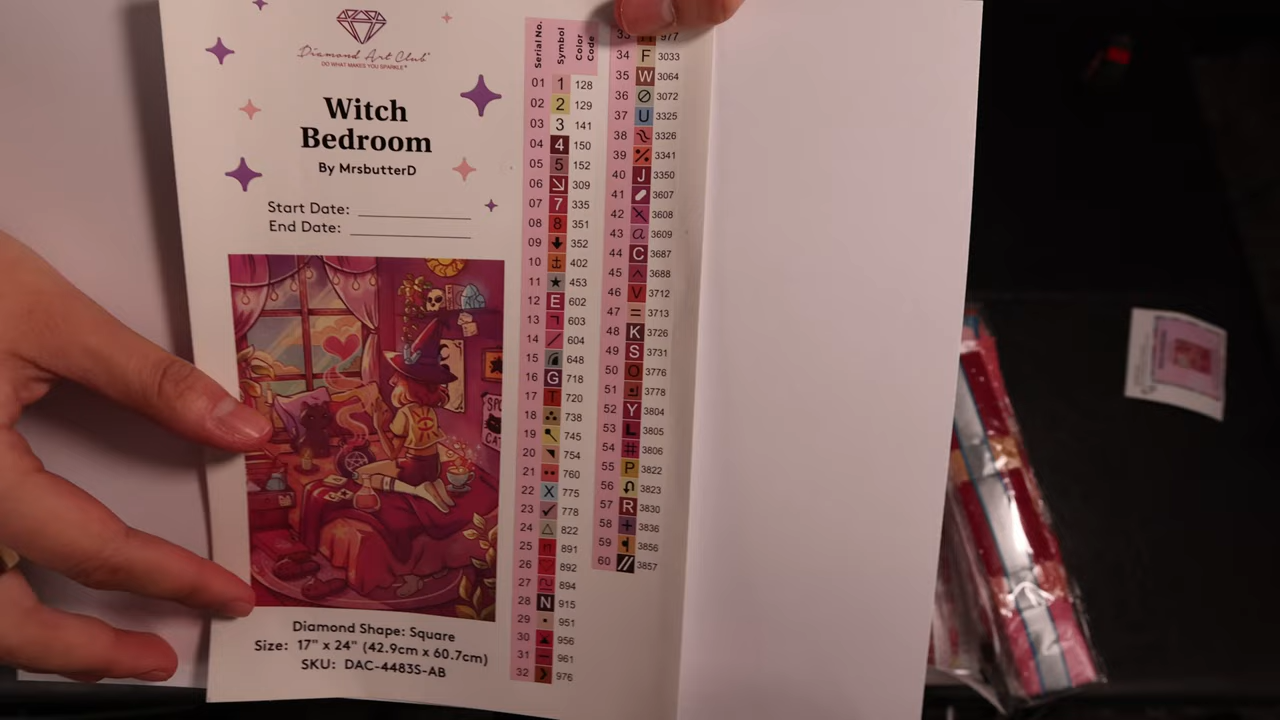 Diamond Art Club
DO WHAT MAKES YOU SPARKLE
Witch
Bedroom
By MrsbutterD
Start Date:
End Date:
SPO
CAT
Diamond Shape: Square
Size: 17" x 24" (42.9cm x 60.7cm)
SKU: DAC-4483S-AB
Serial No. Symbol Color Code
01 1 128
02 2 129
03 3 141
04 4 150
05 5 152
06 309
07 7 335
08 8 351
09 352
10 402
11 ★ 453
12 E 602
13 603
14 / 604
15 648
16 G 718
17 T 720
18 738
19 745
20 754
21 760
22 X 775
23 ✓ 778
24 △ 822
25 891
26 892
27 894
28 N 915
29 951
30 956
31 961
32 976
33 977
34 F 3033
35 W 3064
36 3072
37 U 3325
38 3326
39 3341
40 J 3350
41 3607
42 3608
43 a 3609
44 C 3687
45 3688
46 V 3712
47 = 3713
48 K 3726
49 S 3731
50 O 3776
51 3778
52 Y 3804
53 L 3805
54 # 3806
55 P 3822
56 3823
57 R 3830
58 + 3836
59 3856
60 // 3857